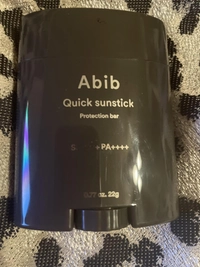 Abib
Quick sunstick
Protection bar
PA++++
0.77 oz. 22g